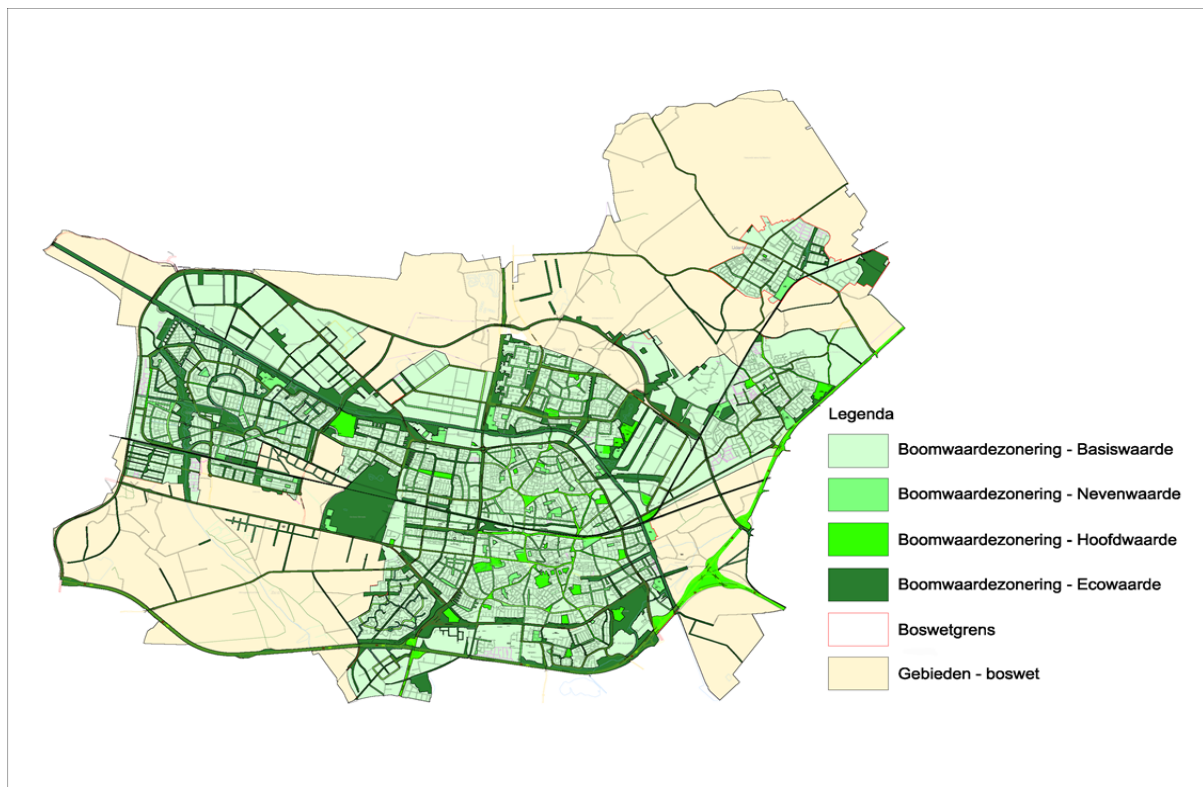 Legenda
Boomwaardezonering - Basiswaarde
Boomwaardezonering - Nevenwaarde
Boomwaardezonering - Hoofdwaarde
Boomwaardezonering - Ecowaarde
Boswetgrens
Gebieden - boswet